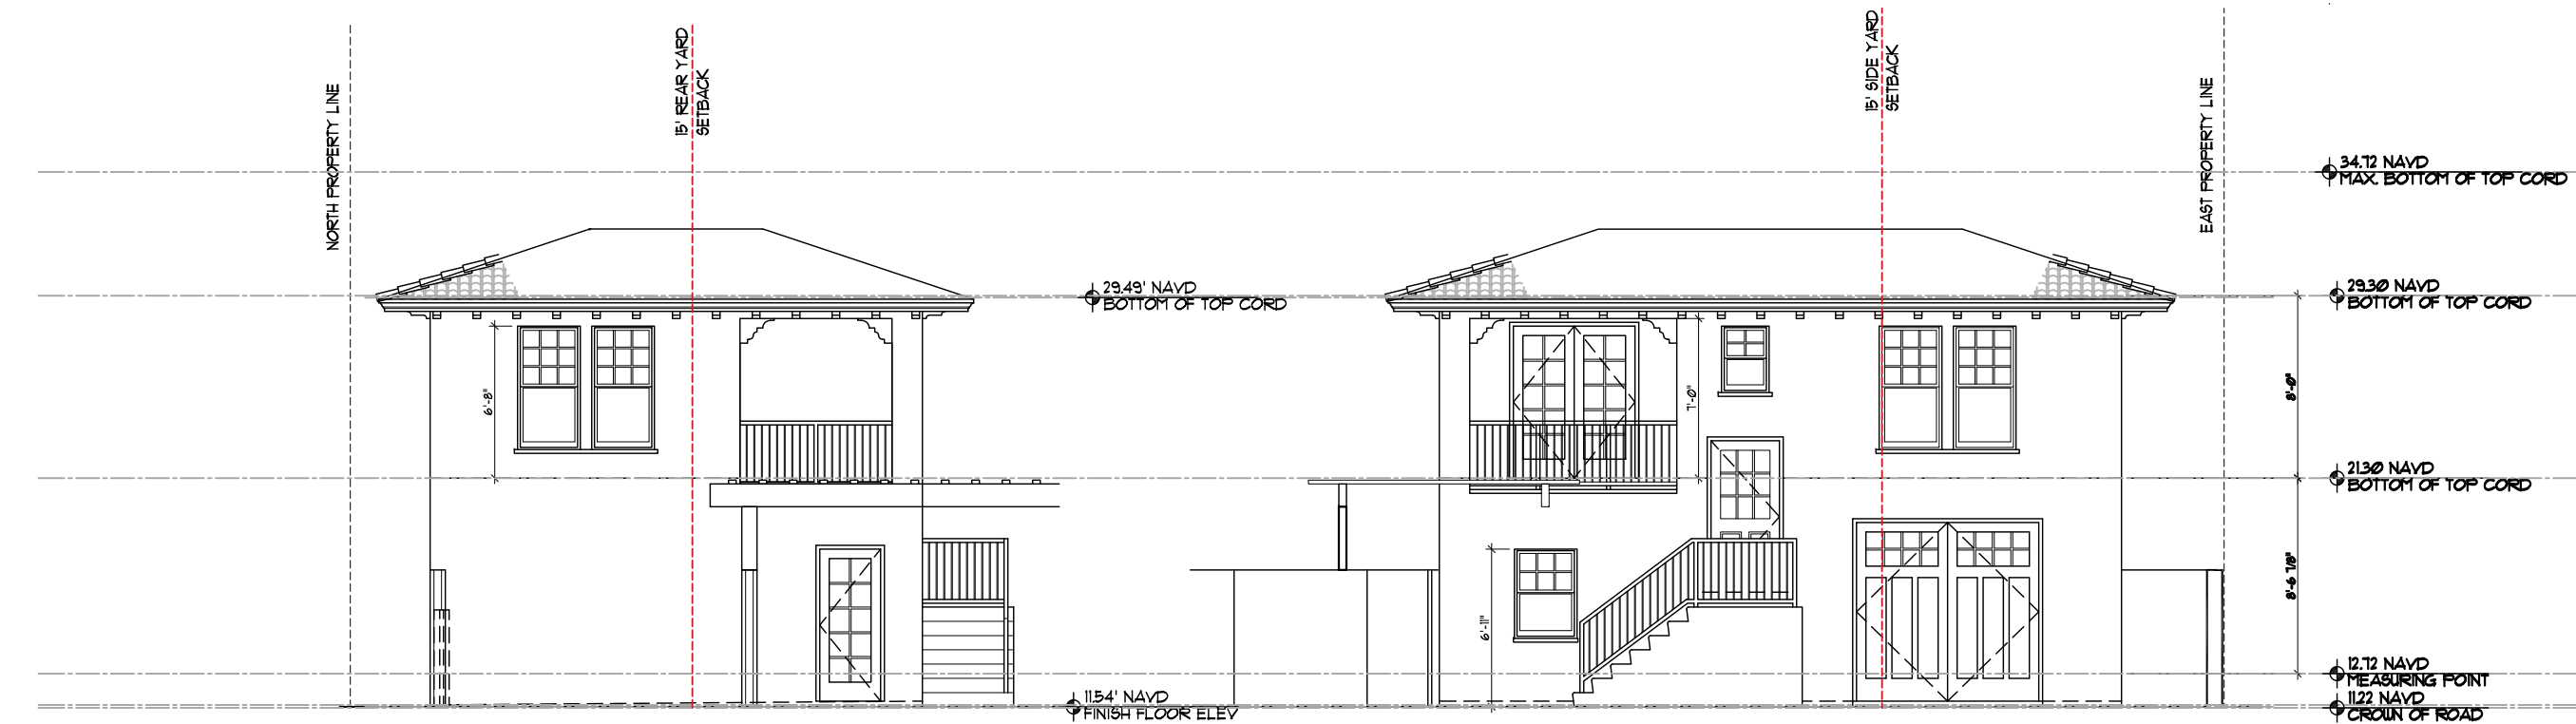 NORTH PROPERTY LINE
15' REAR YARD
SETBACK
15' SIDE YARD
SETBACK
EAST PROPERTY LINE
34.72 NAVD
MAX. BOTTOM OF TOP CORD
29.49' NAVD
BOTTOM OF TOP CORD
29.30 NAVD
BOTTOM OF TOP CORD
6'-8"
7'-0"
8'-0"
21.30 NAVD
BOTTOM OF TOP CORD
6'-11"
8'-6 7/8"
12.72 NAVD
MEASURING POINT
11.54' NAVD
FINISH FLOOR ELEV
11.22 NAVD
CROWN OF ROAD